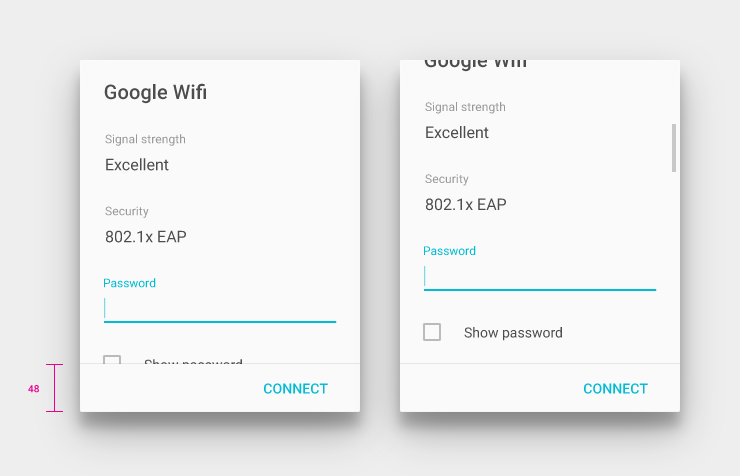 Google Wifi
Signal strength
Excellent
Security
802.1x EAP
Password
Show password
CONNECT
48
Google Wifi
Signal strength
Excellent
Security
802.1x EAP
Password
Show password
CONNECT